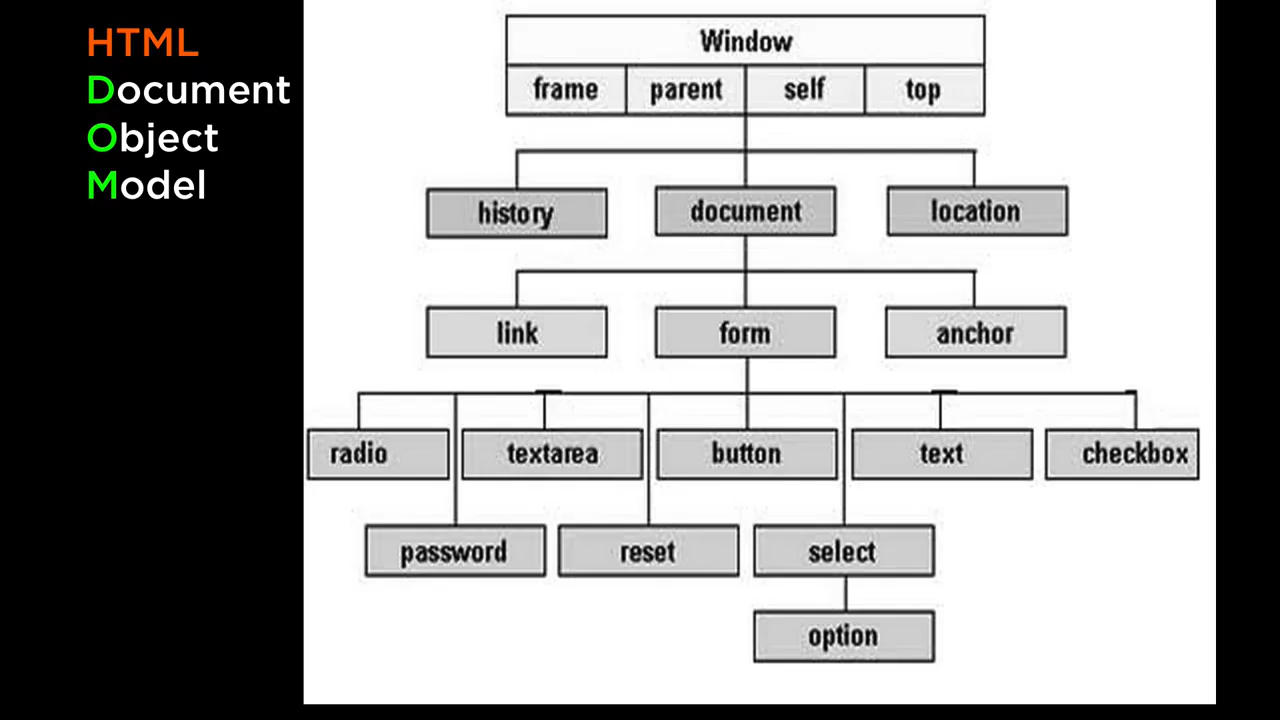 HTML
Document
Object
Model
Window
frame parent self top
history document location
link form anchor
radio textarea button text checkbox
password reset select
option